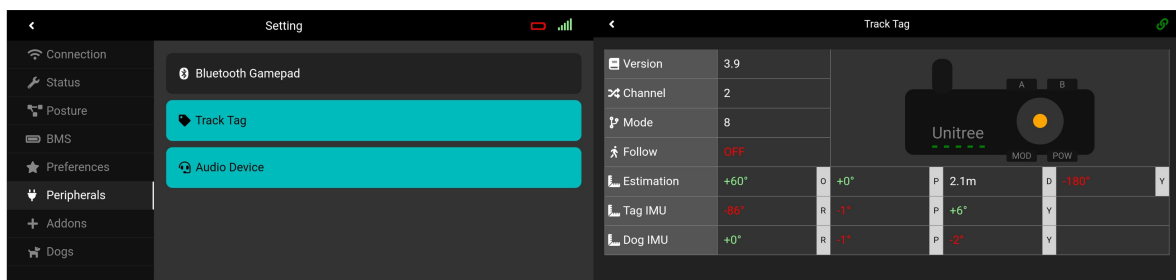 Setting
Connection
Status
Posture
BMS
Preferences
Peripherals
Addons
Dogs
Bluetooth Gamepad
Track Tag
Audio Device
Track Tag
Version 3.9
Channel 2
Mode 8
Follow OFF
A B
Unitree
MOD POW
Estimation +60° O +0° P 2.1m D -180° Y
Tag IMU -86° R -1° P +6° Y
Dog IMU +0° R -1° P -2° Y